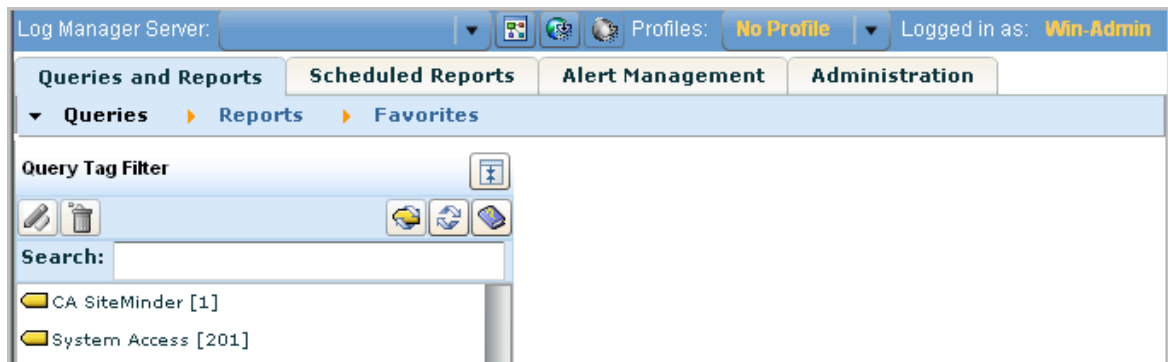 Log Manager Server: Profiles: No Profile Logged in as: Win-Admin
Queries and Reports Scheduled Reports Alert Management Administration
Queries Reports Favorites
Query Tag Filter
Search:
CA SiteMinder [1]
System Access [201]